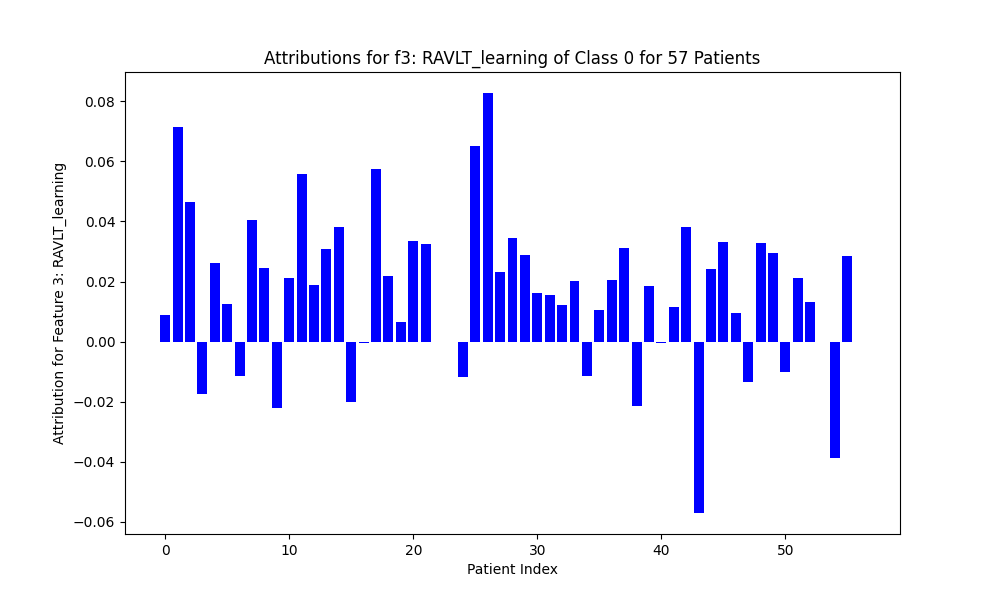 Attributions for f3: RAVLT_learning of Class 0 for 57 Patients
Attribution for Feature 3: RAVLT_learning
0.08
0.06
0.04
0.02
0.00
−0.02
−0.04
−0.06
0 10 20 30 40 50
Patient Index